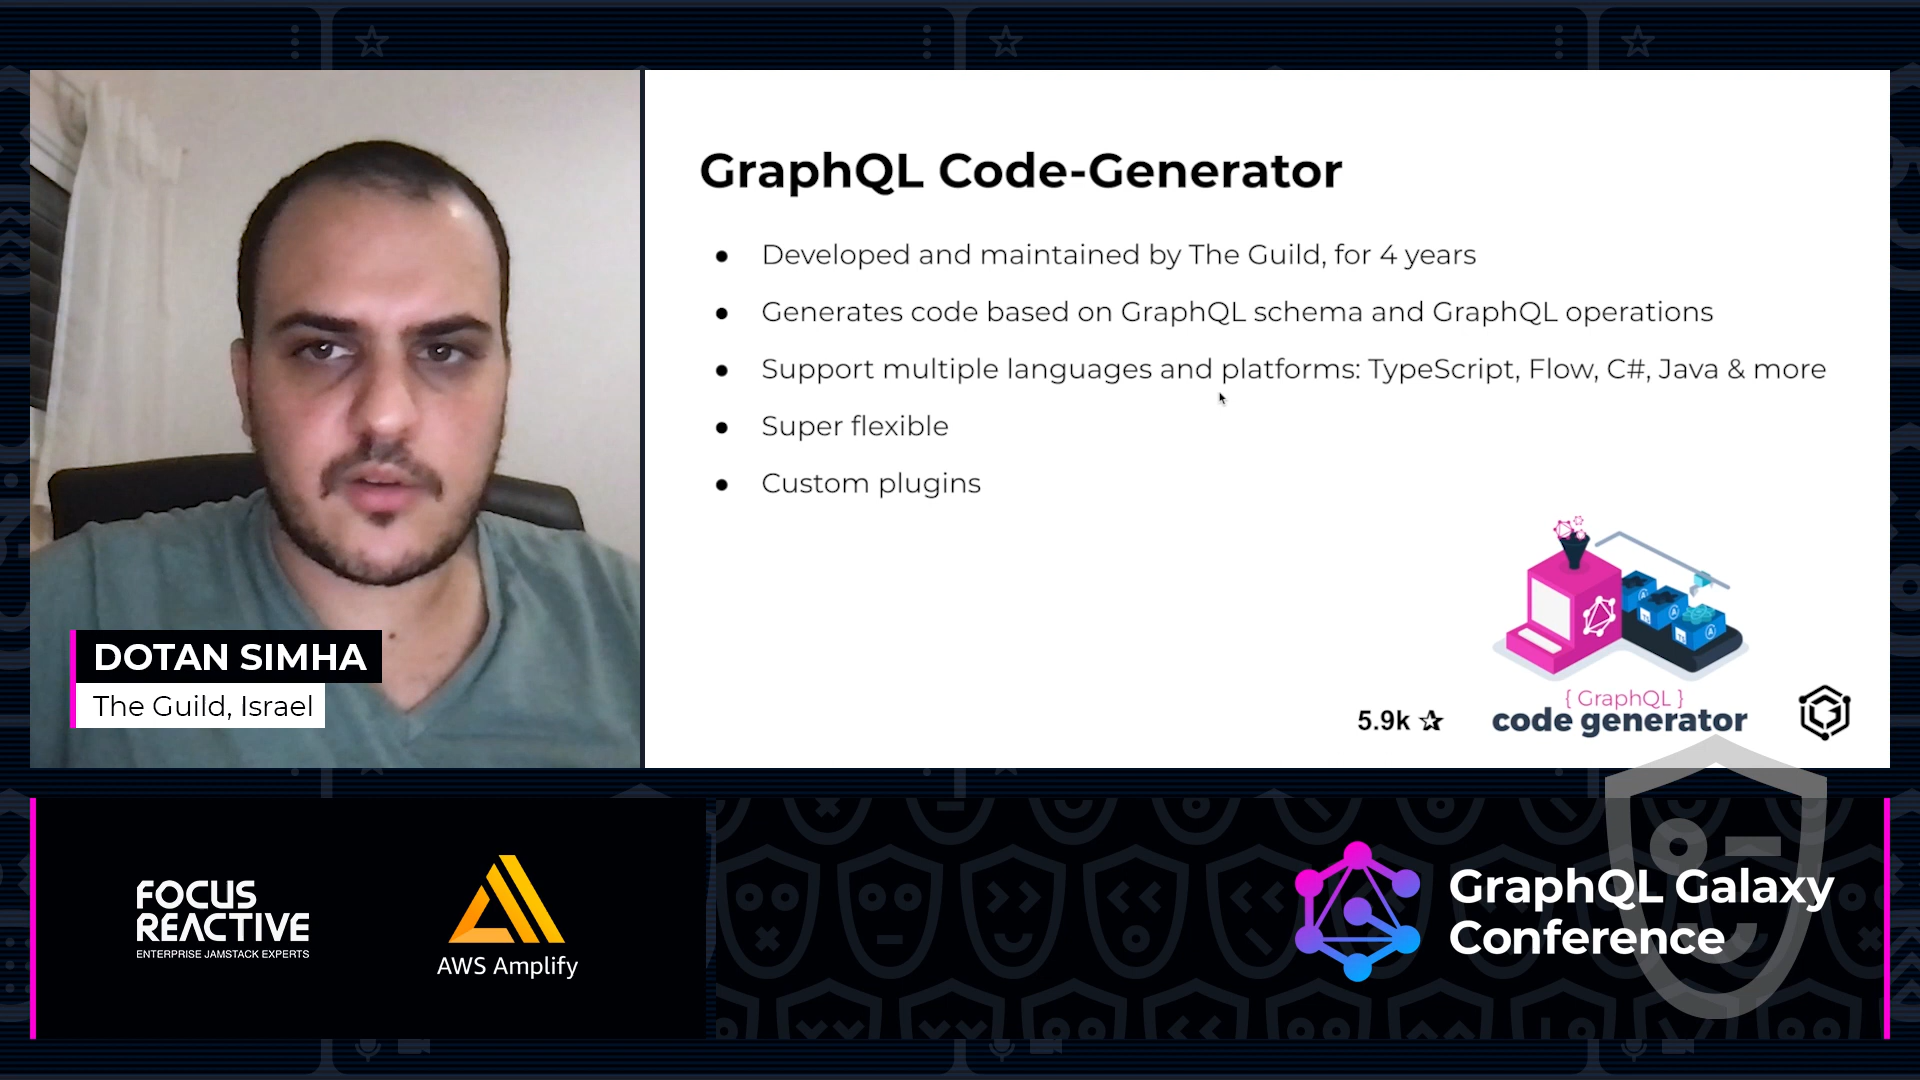 GraphQL Code-Generator
● Developed and maintained by The Guild, for 4 years
● Generates code based on GraphQL schema and GraphQL operations
● Support multiple languages and platforms: TypeScript, Flow, C#, Java & more
● Super flexible
● Custom plugins
{ GraphQL }
code generator
5.9k
DOTAN SIMHA
The Guild, Israel
FOCUS
REACTIVE
ENTERPRISE JAMSTACK EXPERTS
AWS Amplify
GraphQL Galaxy
Conference